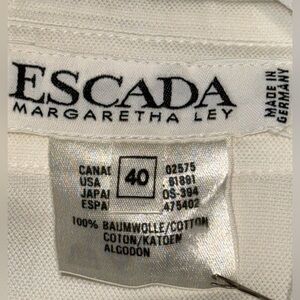 ESCADA
MARGARETHA LEY
MADE IN
GERMANY
40
CANAD 02575
USA 81891
JAPA OS-394
ESPA 475402
100% BAUMWOLLE/COTTON
COTON/KATOEN
ALGODON